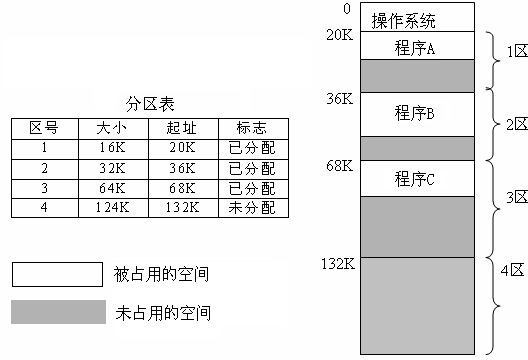 分区表
区号 大小 起址 标志
1 16K 20K 已分配
2 32K 36K 已分配
3 64K 68K 已分配
4 124K 132K 未分配
被占用的空间
未占用的空间
0
操作系统
20K
程序A
1区
36K
程序B
2区
68K
程序C
3区
132K
4区